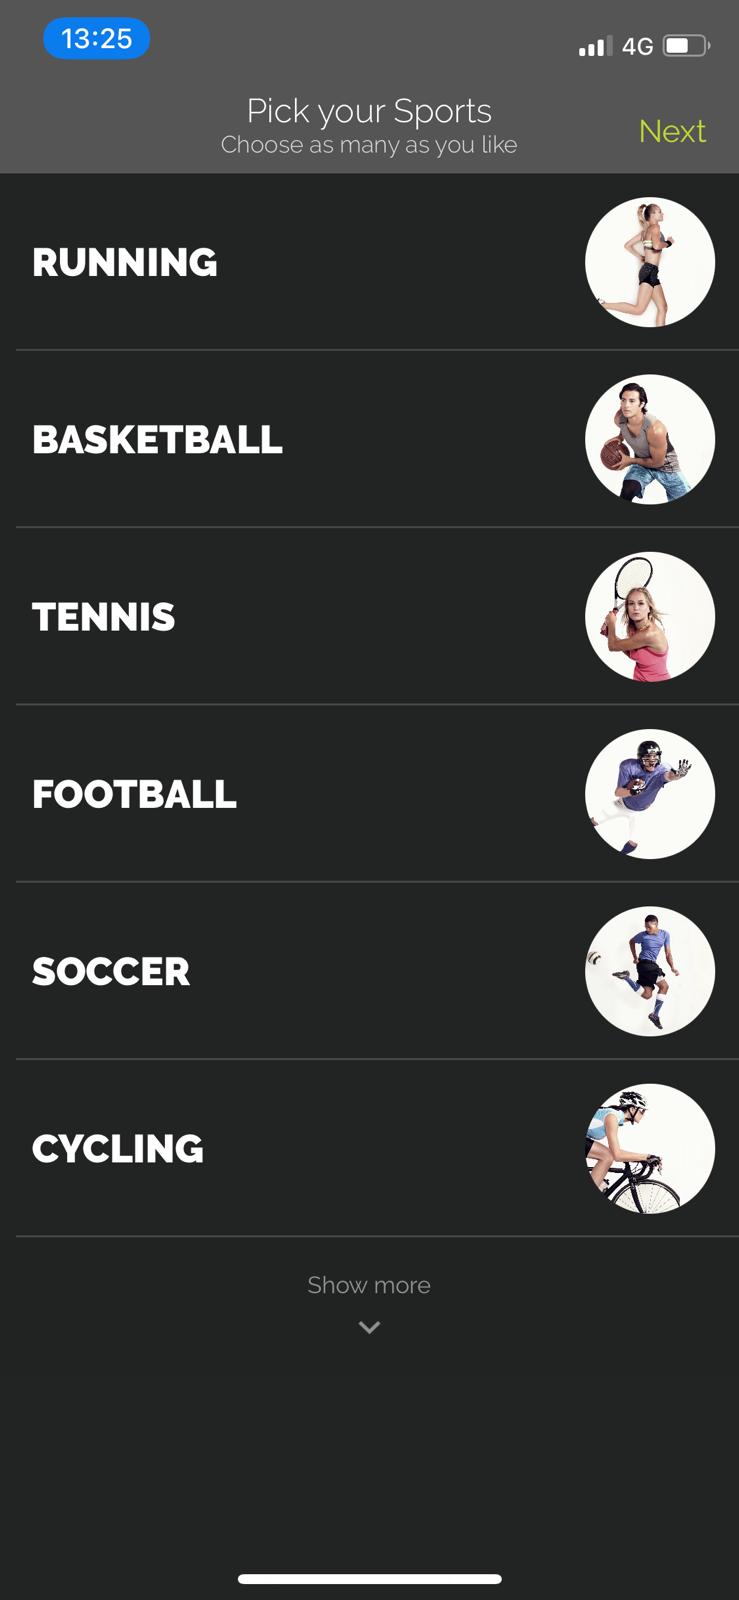 13:25
4G
Pick your Sports
Choose as many as you like
Next
RUNNING
BASKETBALL
TENNIS
FOOTBALL
SOCCER
CYCLING
Show more